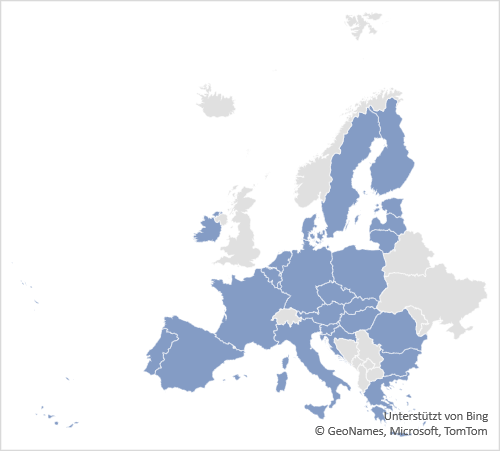 Unterstützt von Bing
© GeoNames, Microsoft, TomTom